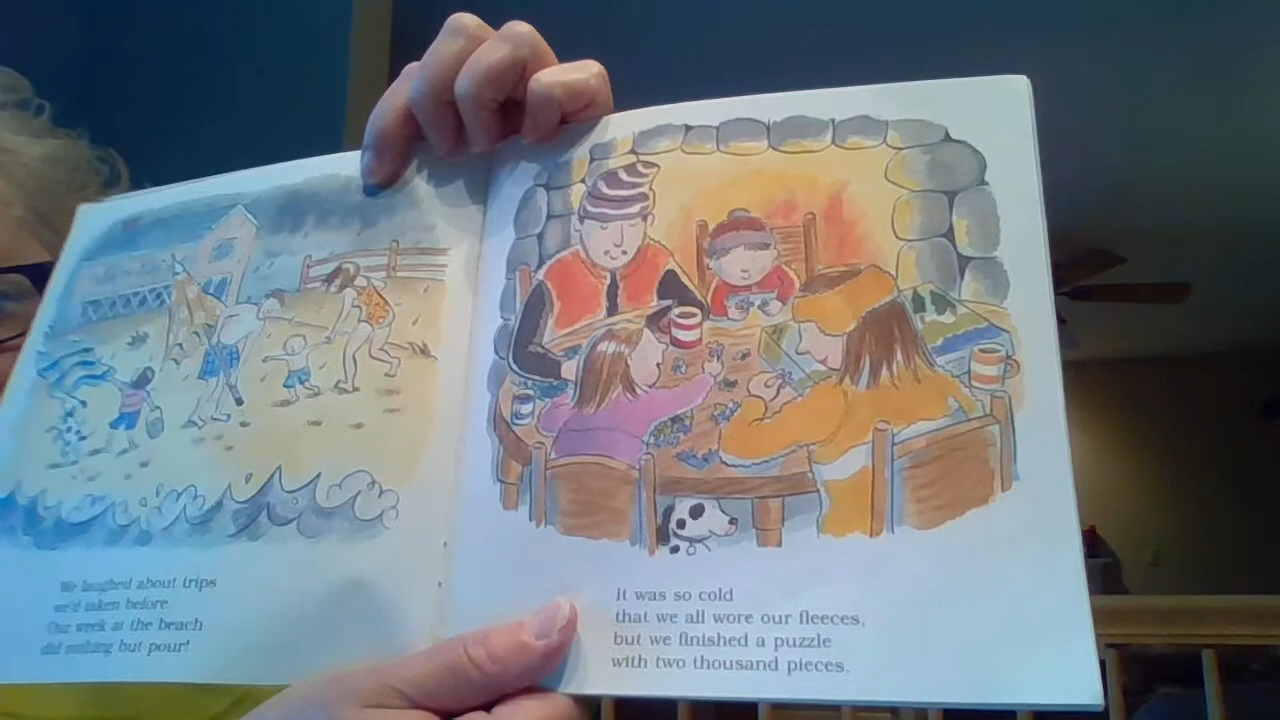 We laughed about trips
we'd taken before.
Our week at the beach
did nothing but pour!
It was so cold
that we all wore our fleeces,
but we finished a puzzle
with two thousand pieces.